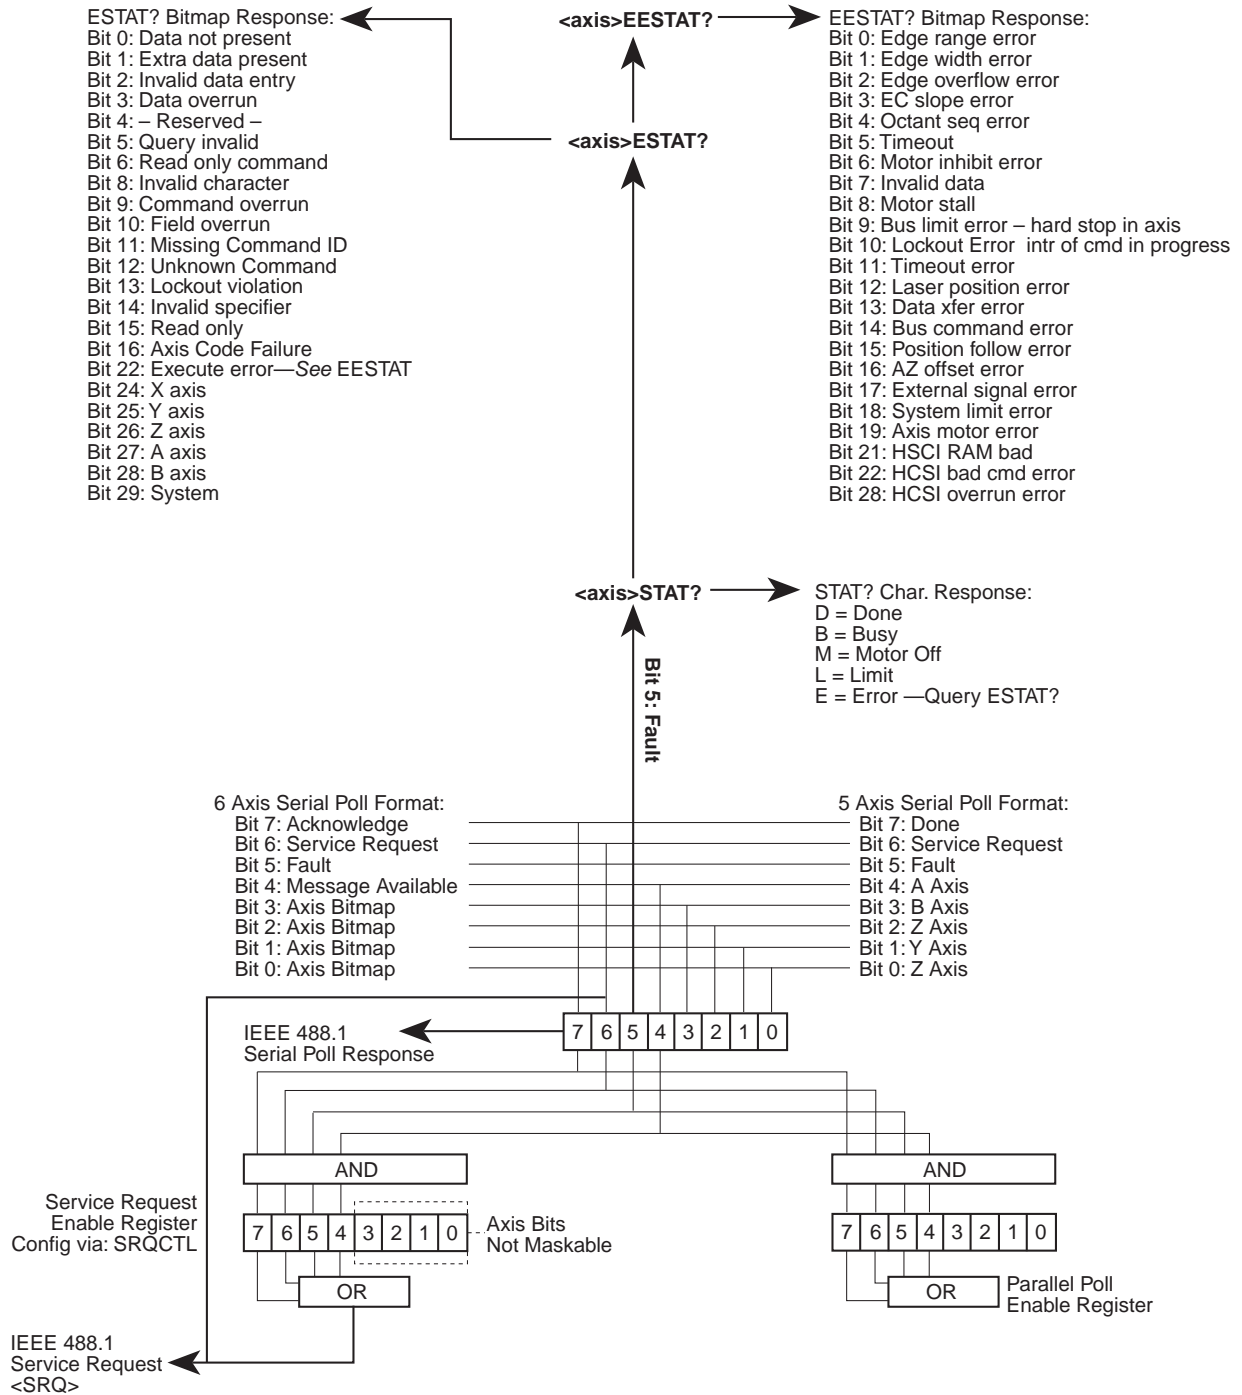 ESTAT? Bitmap Response:
Bit 0: Data not present
Bit 1: Extra data present
Bit 2: Invalid data entry
Bit 3: Data overrun
Bit 4: – Reserved –
Bit 5: Query invalid
Bit 6: Read only command
Bit 8: Invalid character
Bit 9: Command overrun
Bit 10: Field overrun
Bit 11: Missing Command ID
Bit 12: Unknown Command
Bit 13: Lockout violation
Bit 14: Invalid specifier
Bit 15: Read only
Bit 16: Axis Code Failure
Bit 22: Execute error—See EESTAT
Bit 24: X axis
Bit 25: Y axis
Bit 26: Z axis
Bit 27: A axis
Bit 28: B axis
Bit 29: System
<axis>EESTAT?
<axis>ESTAT?
EESTAT? Bitmap Response:
Bit 0: Edge range error
Bit 1: Edge width error
Bit 2: Edge overflow error
Bit 3: EC slope error
Bit 4: Octant seq error
Bit 5: Timeout
Bit 6: Motor inhibit error
Bit 7: Invalid data
Bit 8: Motor stall
Bit 9: Bus limit error – hard stop in axis
Bit 10: Lockout Error intr of cmd in progress
Bit 11: Timeout error
Bit 12: Laser position error
Bit 13: Data xfer error
Bit 14: Bus command error
Bit 15: Position follow error
Bit 16: AZ offset error
Bit 17: External signal error
Bit 18: System limit error
Bit 19: Axis motor error
Bit 21: HSCI RAM bad
Bit 22: HCSI bad cmd error
Bit 28: HCSI overrun error
<axis>STAT?
STAT? Char. Response:
D = Done
B = Busy
M = Motor Off
L = Limit
E = Error —Query ESTAT?
Bit 5: Fault
6 Axis Serial Poll Format:
Bit 7: Acknowledge
Bit 6: Service Request
Bit 5: Fault
Bit 4: Message Available
Bit 3: Axis Bitmap
Bit 2: Axis Bitmap
Bit 1: Axis Bitmap
Bit 0: Axis Bitmap
5 Axis Serial Poll Format:
Bit 7: Done
Bit 6: Service Request
Bit 5: Fault
Bit 4: A Axis
Bit 3: B Axis
Bit 2: Z Axis
Bit 1: Y Axis
Bit 0: Z Axis
IEEE 488.1
Serial Poll Response
7 6 5 4 3 2 1 0
AND
AND
Service Request
Enable Register
Config via: SRQCTL
7 6 5 4 3 2 1 0
Axis Bits
Not Maskable
7 6 5 4 3 2 1 0
OR
OR
Parallel Poll
Enable Register
IEEE 488.1
Service Request
<SRQ>